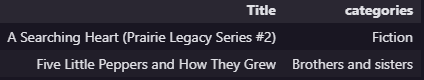 Title categories
A Searching Heart (Prairie Legacy Series #2) Fiction
Five Little Peppers and How They Grew Brothers and sisters